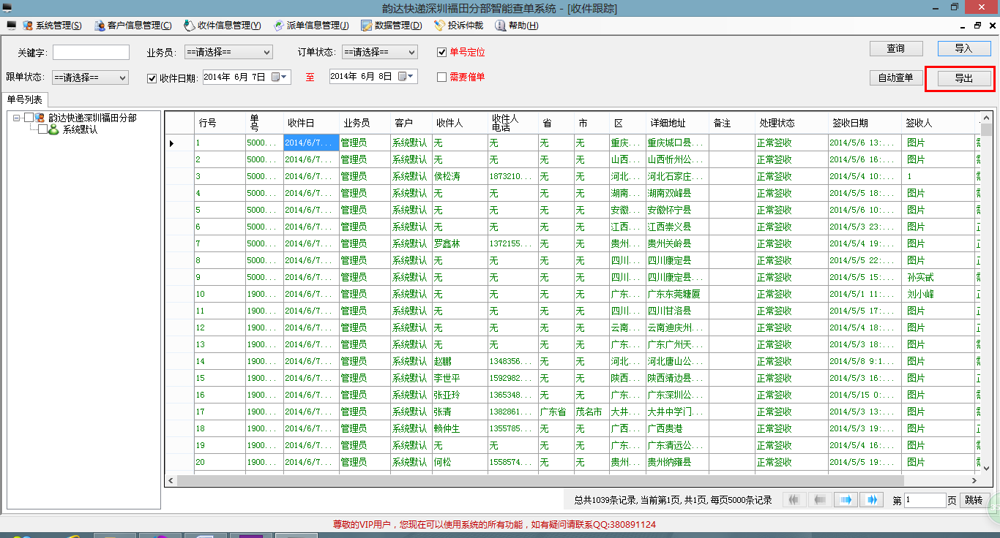 韵达快递深圳福田分部智能查单系统 - [收件跟踪]
系统管理(S) 客户信息管理(C) 收件信息管理(Y) 派单信息管理(J) 数据管理(D) 投诉仲裁 帮助(H)
关键字: 业务员: ==请选择== 订单状态: ==请选择== 单号定位 查询 导入
跟单状态: ==请选择== 收件日期: 2014年 6月 7日 至 2014年 6月 8日 需要催单 自动查单 导出
单号列表
韵达快递深圳福田分部
系统默认
行号 单号 收件日 业务员 客户 收件人 收件人电话 省 市 区 详细地址 备注 处理状态 签收日期 签收人
1 5000... 2014/6/7... 管理员 系统默认 无 无 无 无 重庆... 重庆城口县... 正常签收 2014/5/6 13:... 图片
2 5000... 2014/6/7... 管理员 系统默认 无 无 无 无 山西... 山西忻州公... 正常签收 2014/5/6 16:... 图片
3 5000... 2014/6/7... 管理员 系统默认 侯松涛 1873210... 无 无 河北... 河北石家庄... 正常签收 2014/5/4 10:... 1
4 5000... 2014/6/7... 管理员 系统默认 无 无 无 无 湖南... 湖南双峰县 正常签收 2014/5/5 18:... 图片
5 5000... 2014/6/7... 管理员 系统默认 无 无 无 无 安徽... 安徽怀宁县 正常签收 2014/5/6 10:... 图片
6 5000... 2014/6/7... 管理员 系统默认 无 无 无 无 江西... 江西崇义县 正常签收 2014/5/3 23:... 图片
7 5000... 2014/6/7... 管理员 系统默认 罗鑫林 1372155... 无 无 贵州... 贵州关岭县 正常签收 2014/5/4 19:... 图片
8 5000... 2014/6/7... 管理员 系统默认 无 无 无 无 四川... 四川康定县 正常签收 2014/5/5 22:... 图片
9 5000... 2014/6/7... 管理员 系统默认 无 无 无 无 四川... 四川康定县... 正常签收 2014/5/5 15:... 孙实甙
10 1900... 2014/6/7... 管理员 系统默认 无 无 无 无 广东... 广东东莞塘厦 正常签收 2014/5/1 11:... 刘小峰
11 1900... 2014/6/7... 管理员 系统默认 无 无 无 无 四川... 四川甘洛县 正常签收 2014/5/5 17:... 图片
12 1900... 2014/6/7... 管理员 系统默认 无 无 无 无 云南... 云南迪庆州... 正常签收 2014/5/4 18:... 图片
13 1900... 2014/6/7... 管理员 系统默认 无 无 无 无 广东... 广东广州天... 正常签收 2014/5/3 18:... 图片
14 1900... 2014/6/7... 管理员 系统默认 赵鹏 1348356... 无 无 河北... 河北唐山公... 正常签收 2014/5/8 9:1... 图片
15 1900... 2014/6/7... 管理员 系统默认 李世平 1592982... 无 无 陕西... 陕西靖边县... 正常签收 2014/5/3 16:... 图片
16 1900... 2014/6/7... 管理员 系统默认 张亚玲 1365348... 无 无 广东... 广东深圳公... 正常签收 2014/5/15 0:... 图片
17 1900... 2014/6/7... 管理员 系统默认 张清 1382861... 广东省 茂名市 大井... 大井中学门... 正常签收 2014/5/3 13:... 图片
18 1900... 2014/6/7... 管理员 系统默认 赖仲生 1355785... 无 无 广西... 广西贵港 正常签收 2014/5/3 19:... 图片
19 1900... 2014/6/7... 管理员 系统默认 无 无 无 无 广东... 广东清远公... 正常签收 2014/5/4 16:... 图片
20 1900... 2014/6/7... 管理员 系统默认 何松 1558574... 无 无 贵州... 贵州纳雍县 正常签收 2014/5/5 19:... 图片
总共1039条记录, 当前第1页, 共1页, 每页5000条记录 第 1 页 跳转
尊敬的VIP用户，您现在可以使用系统的所有功能，如有疑问请联系QQ:380891124